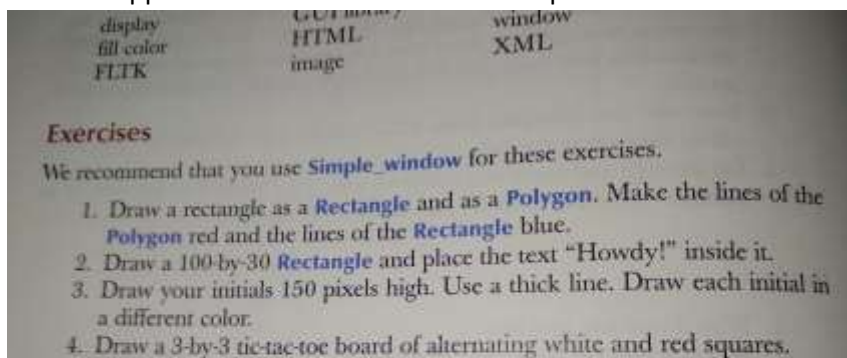 display
fill color
FLTK
GUI library
HTML
image
window
XML
Exercises
We recommend that you use Simple_window for these exercises.
1. Draw a rectangle as a Rectangle and as a Polygon. Make the lines of the
Polygon red and the lines of the Rectangle blue.
2. Draw a 100-by-30 Rectangle and place the text “Howdy!” inside it.
3. Draw your initials 150 pixels high. Use a thick line. Draw each initial in
a different color.
4. Draw a 3-by-3 tic-tac-toe board of alternating white and red squares.